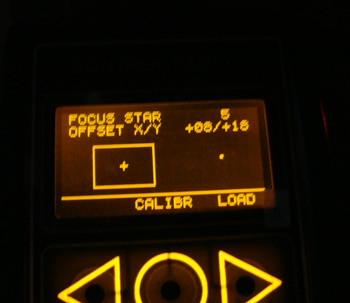 FOCUS STAR 5
OFFSET X/Y +06/+16
CALIBR LOAD